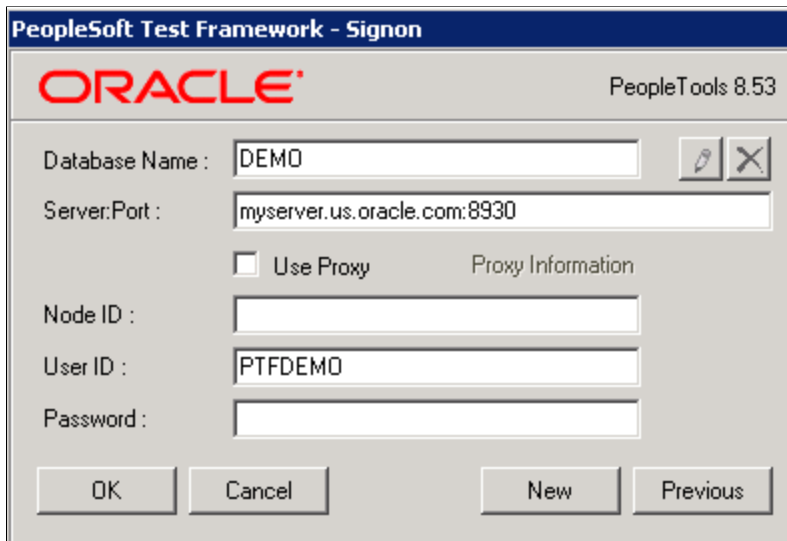 PeopleSoft Test Framework - Signon
ORACLE PeopleTools 8.53
Database Name : DEMO
Server:Port : myserver.us.oracle.com:8930
Use Proxy Proxy Information
Node ID :
User ID : PTFDEMO
Password :
OK Cancel New Previous